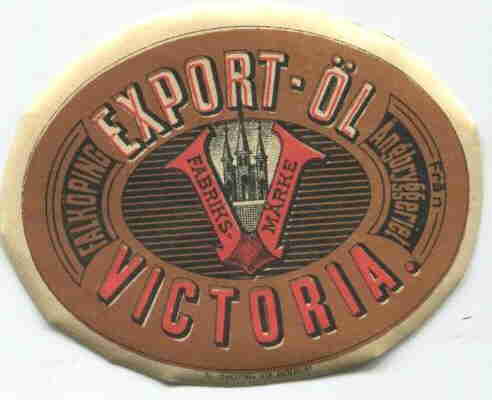 EXPORT-ÖL
Från
Ångbryggeriet
FALKÖPING
FABRIKS-
MÄRKE
VICTORIA.